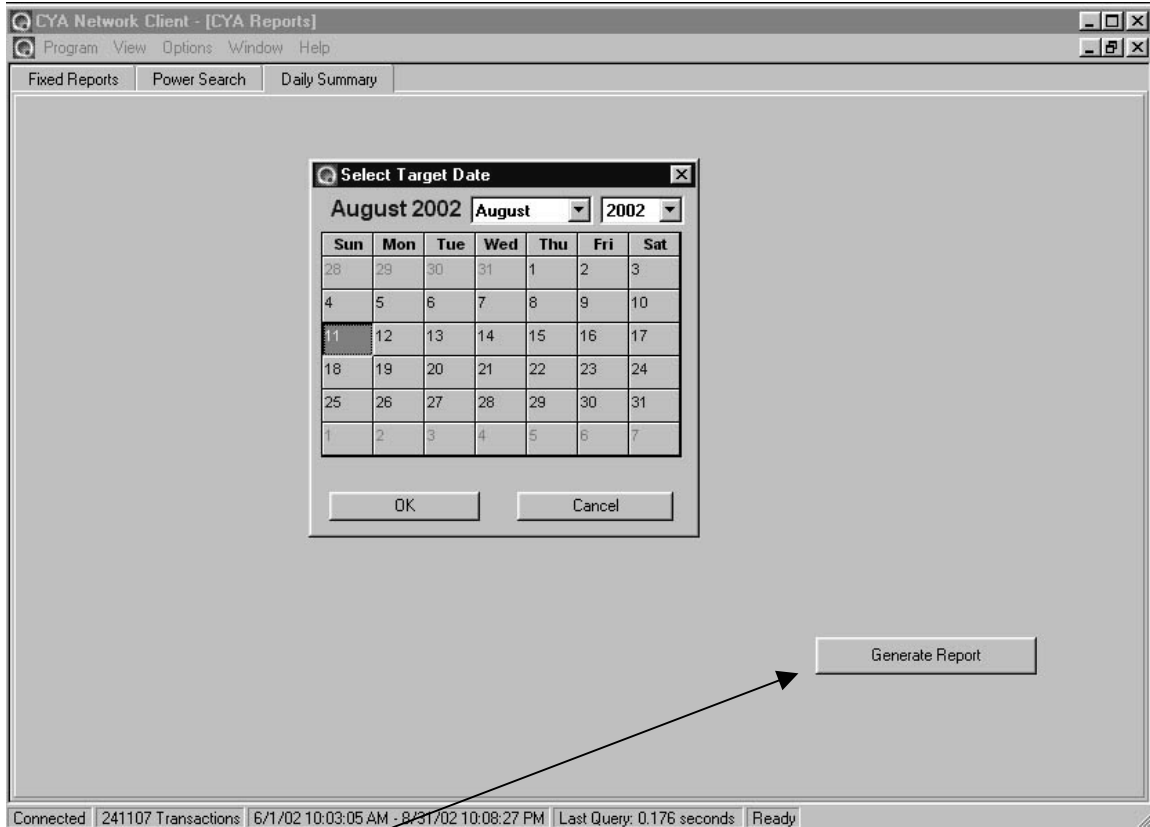 CYA Network Client - [CYA Reports]
Program View Options Window Help
Fixed Reports Power Search Daily Summary
Select Target Date
August 2002 August 2002
Sun Mon Tue Wed Thu Fri Sat
28 29 30 31 1 2 3
4 5 6 7 8 9 10
11 12 13 14 15 16 17
18 19 20 21 22 23 24
25 26 27 28 29 30 31
1 2 3 4 5 6 7
OK Cancel
Generate Report
Connected 241107 Transactions 6/1/02 10:03:05 AM - 8/31/02 10:08:27 PM Last Query: 0.176 seconds Ready